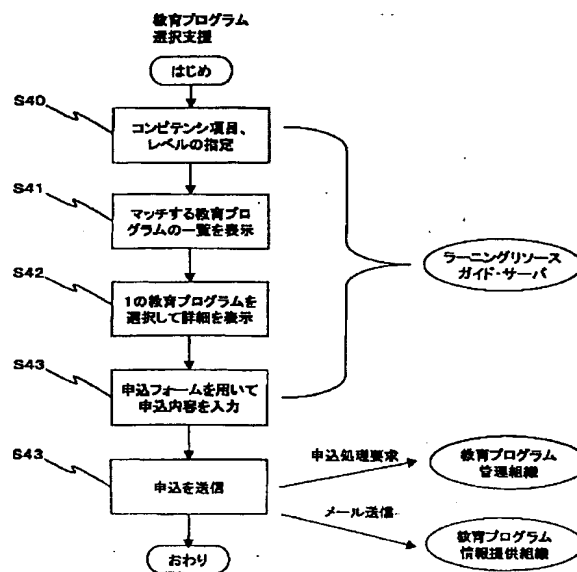 教育プログラム
選択支援
はじめ
S40
コンピテンシ項目、
レベルの指定
S41
マッチする教育プロ
グラムの一覧を表示
ラーニングリソース
ガイド・サーバ
S42
1の教育プログラムを
選択して詳細を表示
S43
申込フォームを用いて
申込内容を入力
S43
申込を送信
申込処理要求
教育プログラム
管理組織
メール送信
教育プログラム
情報提供組織
おわり